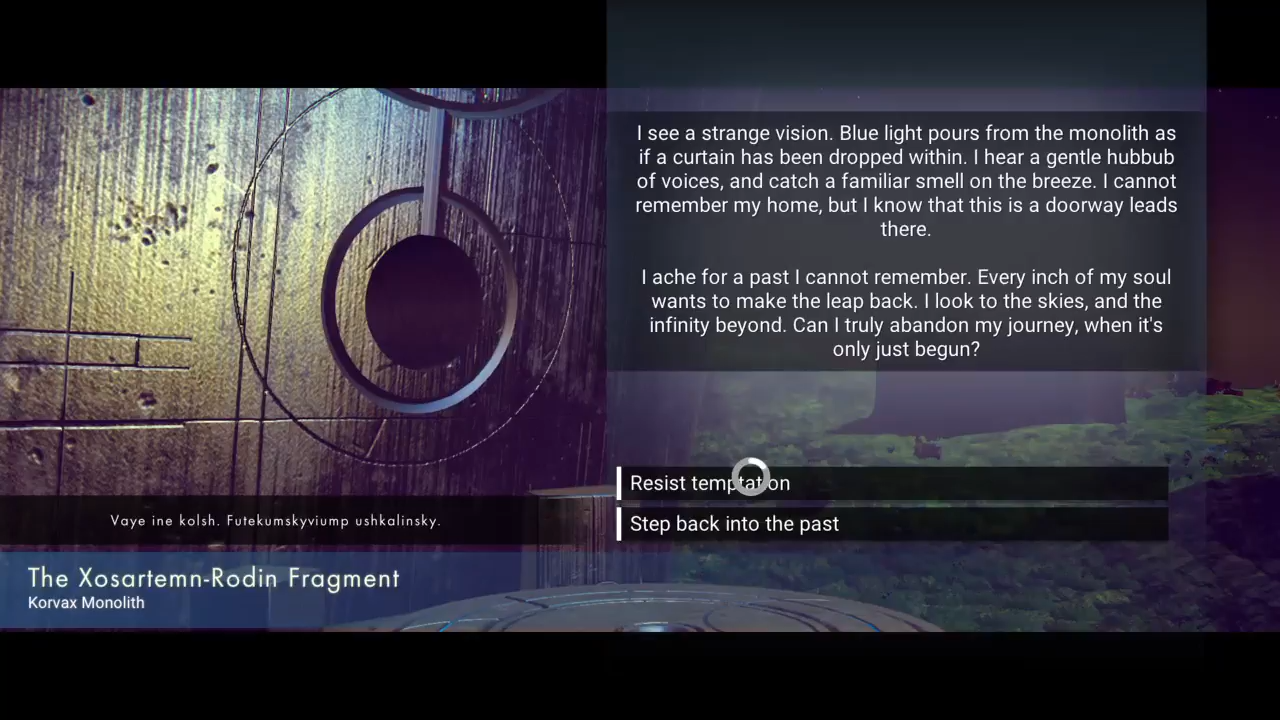 I see a strange vision. Blue light pours from the monolith as
if a curtain has been dropped within. I hear a gentle hubbub
of voices, and catch a familiar smell on the breeze. I cannot
remember my home, but I know that this is a doorway leads
there.
I ache for a past I cannot remember. Every inch of my soul
wants to make the leap back. I look to the skies, and the
infinity beyond. Can I truly abandon my journey, when it's
only just begun?
Resist temptation
Step back into the past
Vaye ine kolsh. Futekumskyviump ushkalinsky.
The Xosartemn-Rodin Fragment
Korvax Monolith